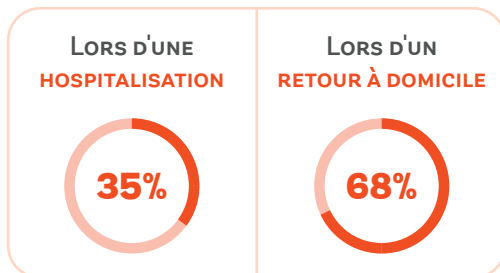 Lors d'une
hospitalisation
35%
Lors d'un
retour à domicile
68%